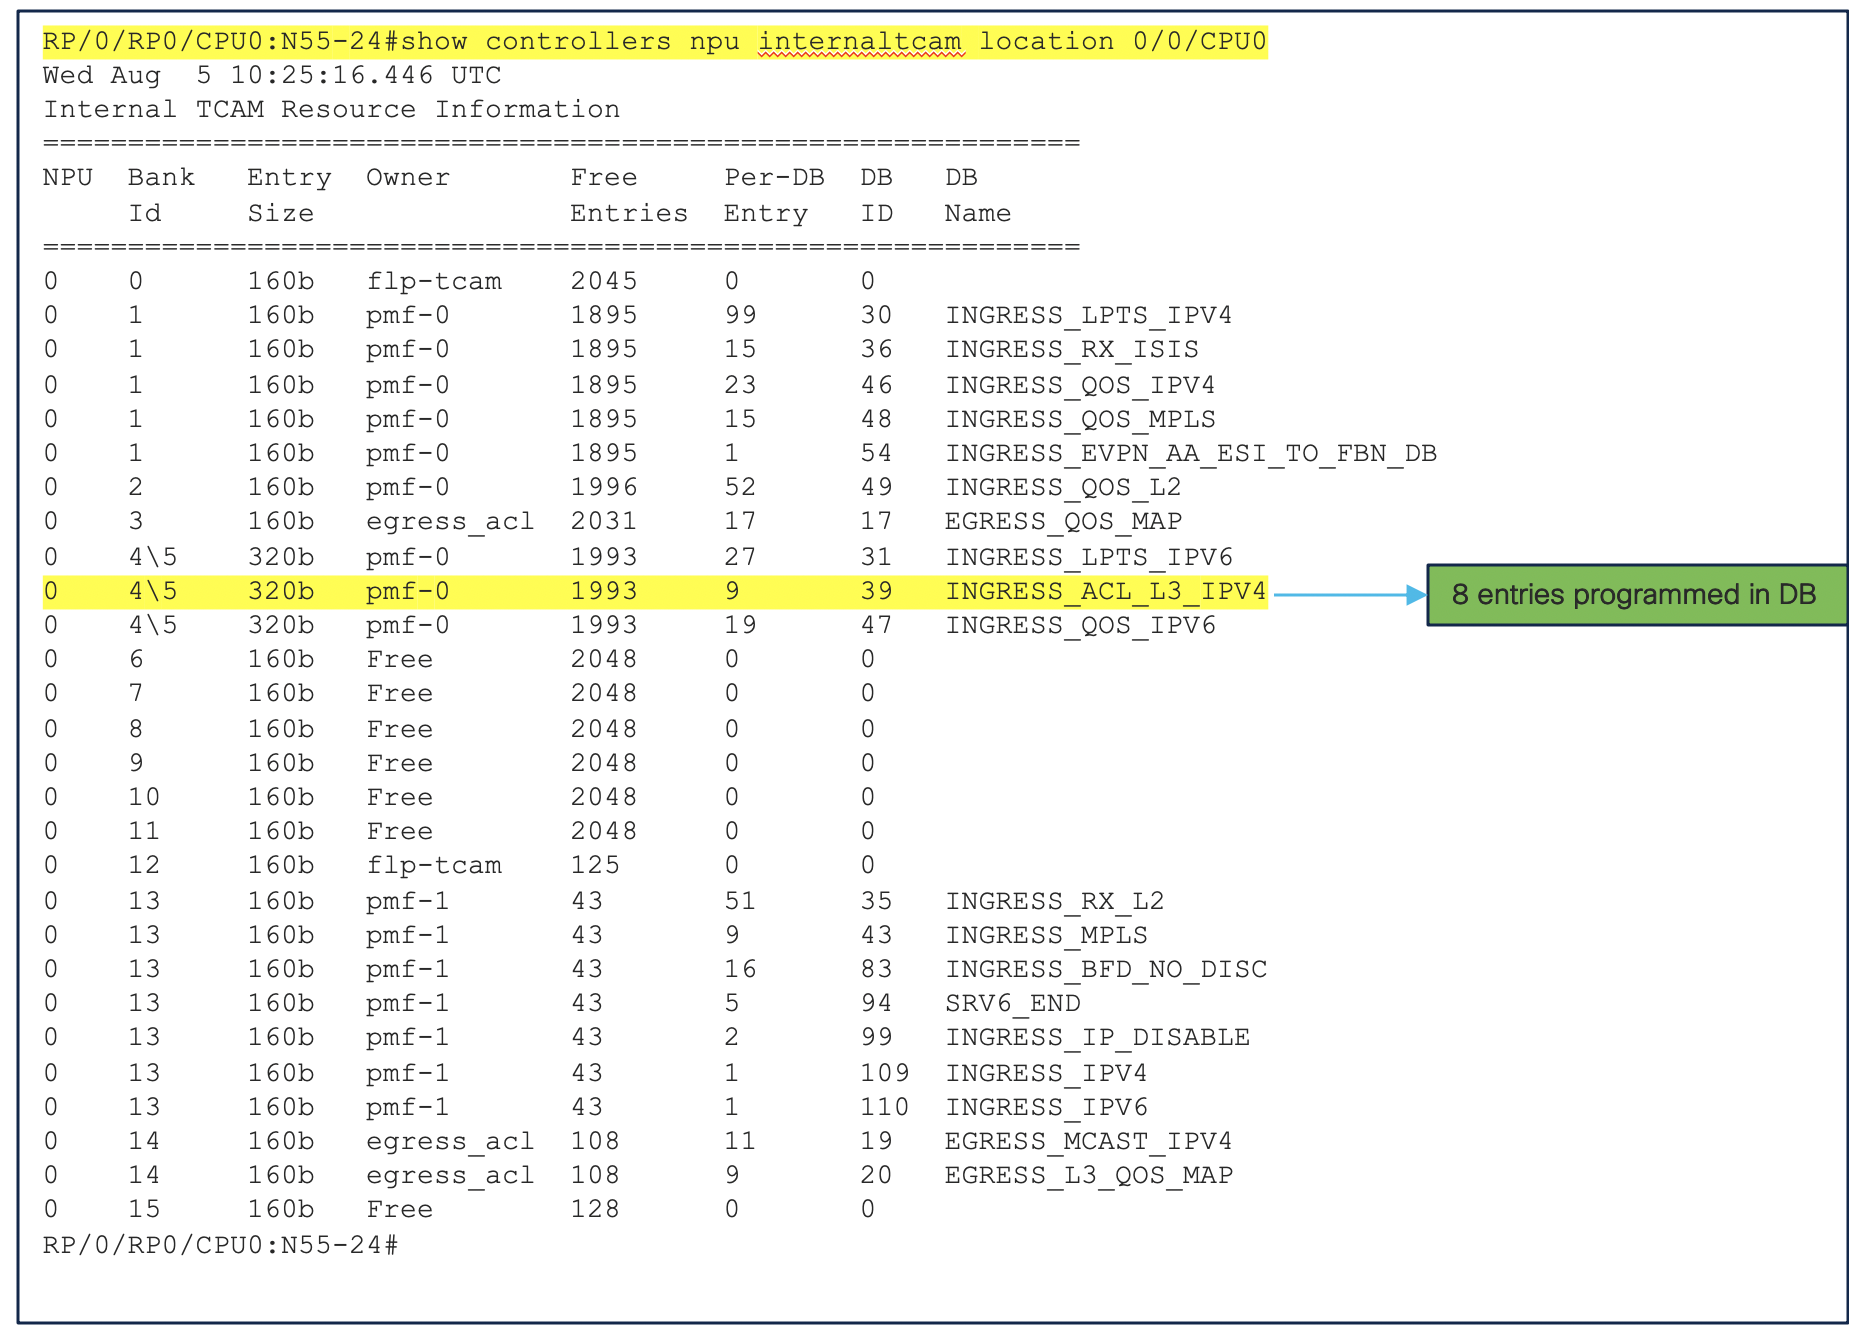 RP/0/RP0/CPU0:N55-24#show controllers npu internaltcam location 0/0/CPU0
Wed Aug  5 10:25:16.446 UTC
Internal TCAM Resource Information
=============================================================
NPU  Bank   Entry  Owner       Free     Per-DB  DB   DB
     Id     Size               Entries  Entry   ID   Name
=============================================================
0    0      160b   flp-tcam    2045     0       0
0    1      160b   pmf-0       1895     99      30   INGRESS_LPTS_IPV4
0    1      160b   pmf-0       1895     15      36   INGRESS_RX_ISIS
0    1      160b   pmf-0       1895     23      46   INGRESS_QOS_IPV4
0    1      160b   pmf-0       1895     15      48   INGRESS_QOS_MPLS
0    1      160b   pmf-0       1895     1       54   INGRESS_EVPN_AA_ESI_TO_FBN_DB
0    2      160b   pmf-0       1996     52      49   INGRESS_QOS_L2
0    3      160b   egress_acl  2031     17      17   EGRESS_QOS_MAP
0    4\5    320b   pmf-0       1993     27      31   INGRESS_LPTS_IPV6
0    4\5    320b   pmf-0       1993     9       39   INGRESS_ACL_L3_IPV4
8 entries programmed in DB
0    4\5    320b   pmf-0       1993     19      47   INGRESS_QOS_IPV6
0    6      160b   Free        2048     0       0
0    7      160b   Free        2048     0       0
0    8      160b   Free        2048     0       0
0    9      160b   Free        2048     0       0
0    10     160b   Free        2048     0       0
0    11     160b   Free        2048     0       0
0    12     160b   flp-tcam    125      0       0
0    13     160b   pmf-1       43       51      35   INGRESS_RX_L2
0    13     160b   pmf-1       43       9       43   INGRESS_MPLS
0    13     160b   pmf-1       43       16      83   INGRESS_BFD_NO_DISC
0    13     160b   pmf-1       43       5       94   SRV6_END
0    13     160b   pmf-1       43       2       99   INGRESS_IP_DISABLE
0    13     160b   pmf-1       43       1       109  INGRESS_IPV4
0    13     160b   pmf-1       43       1       110  INGRESS_IPV6
0    14     160b   egress_acl  108      11      19   EGRESS_MCAST_IPV4
0    14     160b   egress_acl  108      9       20   EGRESS_L3_QOS_MAP
0    15     160b   Free        128      0       0
RP/0/RP0/CPU0:N55-24#